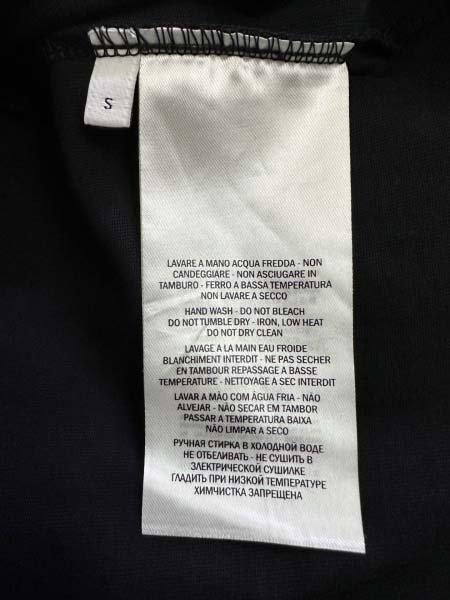 S
LAVARE A MANO ACQUA FREDDA - NON
CANDEGGIARE - NON ASCIUGARE IN
TAMBURO - FERRO A BASSA TEMPERATURA
NON LAVARE A SECCO
HAND WASH - DO NOT BLEACH
DO NOT TUMBLE DRY - IRON, LOW HEAT
DO NOT DRY CLEAN
LAVAGE A LA MAIN EAU FROIDE
BLANCHIMENT INTERDIT - NE PAS SECHER
EN TAMBOUR REPASSAGE A BASSE
TEMPERATURE - NETTOYAGE A SEC INTERDIT
LAVAR A MÃO COM ÁGUA FRIA - NÃO
ALVEJAR - NÃO SECAR EM TAMBOR
PASSAR A TEMPERATURA BAIXA
NÃO LIMPAR A SECO
РУЧНАЯ СТИРКА В ХОЛОДНОЙ ВОДЕ
НЕ ОТБЕЛИВАТЬ - НЕ СУШИТЬ В
ЭЛЕКТРИЧЕСКОЙ СУШИЛКЕ
ГЛАДИТЬ ПРИ НИЗКОЙ ТЕМПЕРАТУРЕ
ХИМЧИСТКА ЗАПРЕЩЕНА